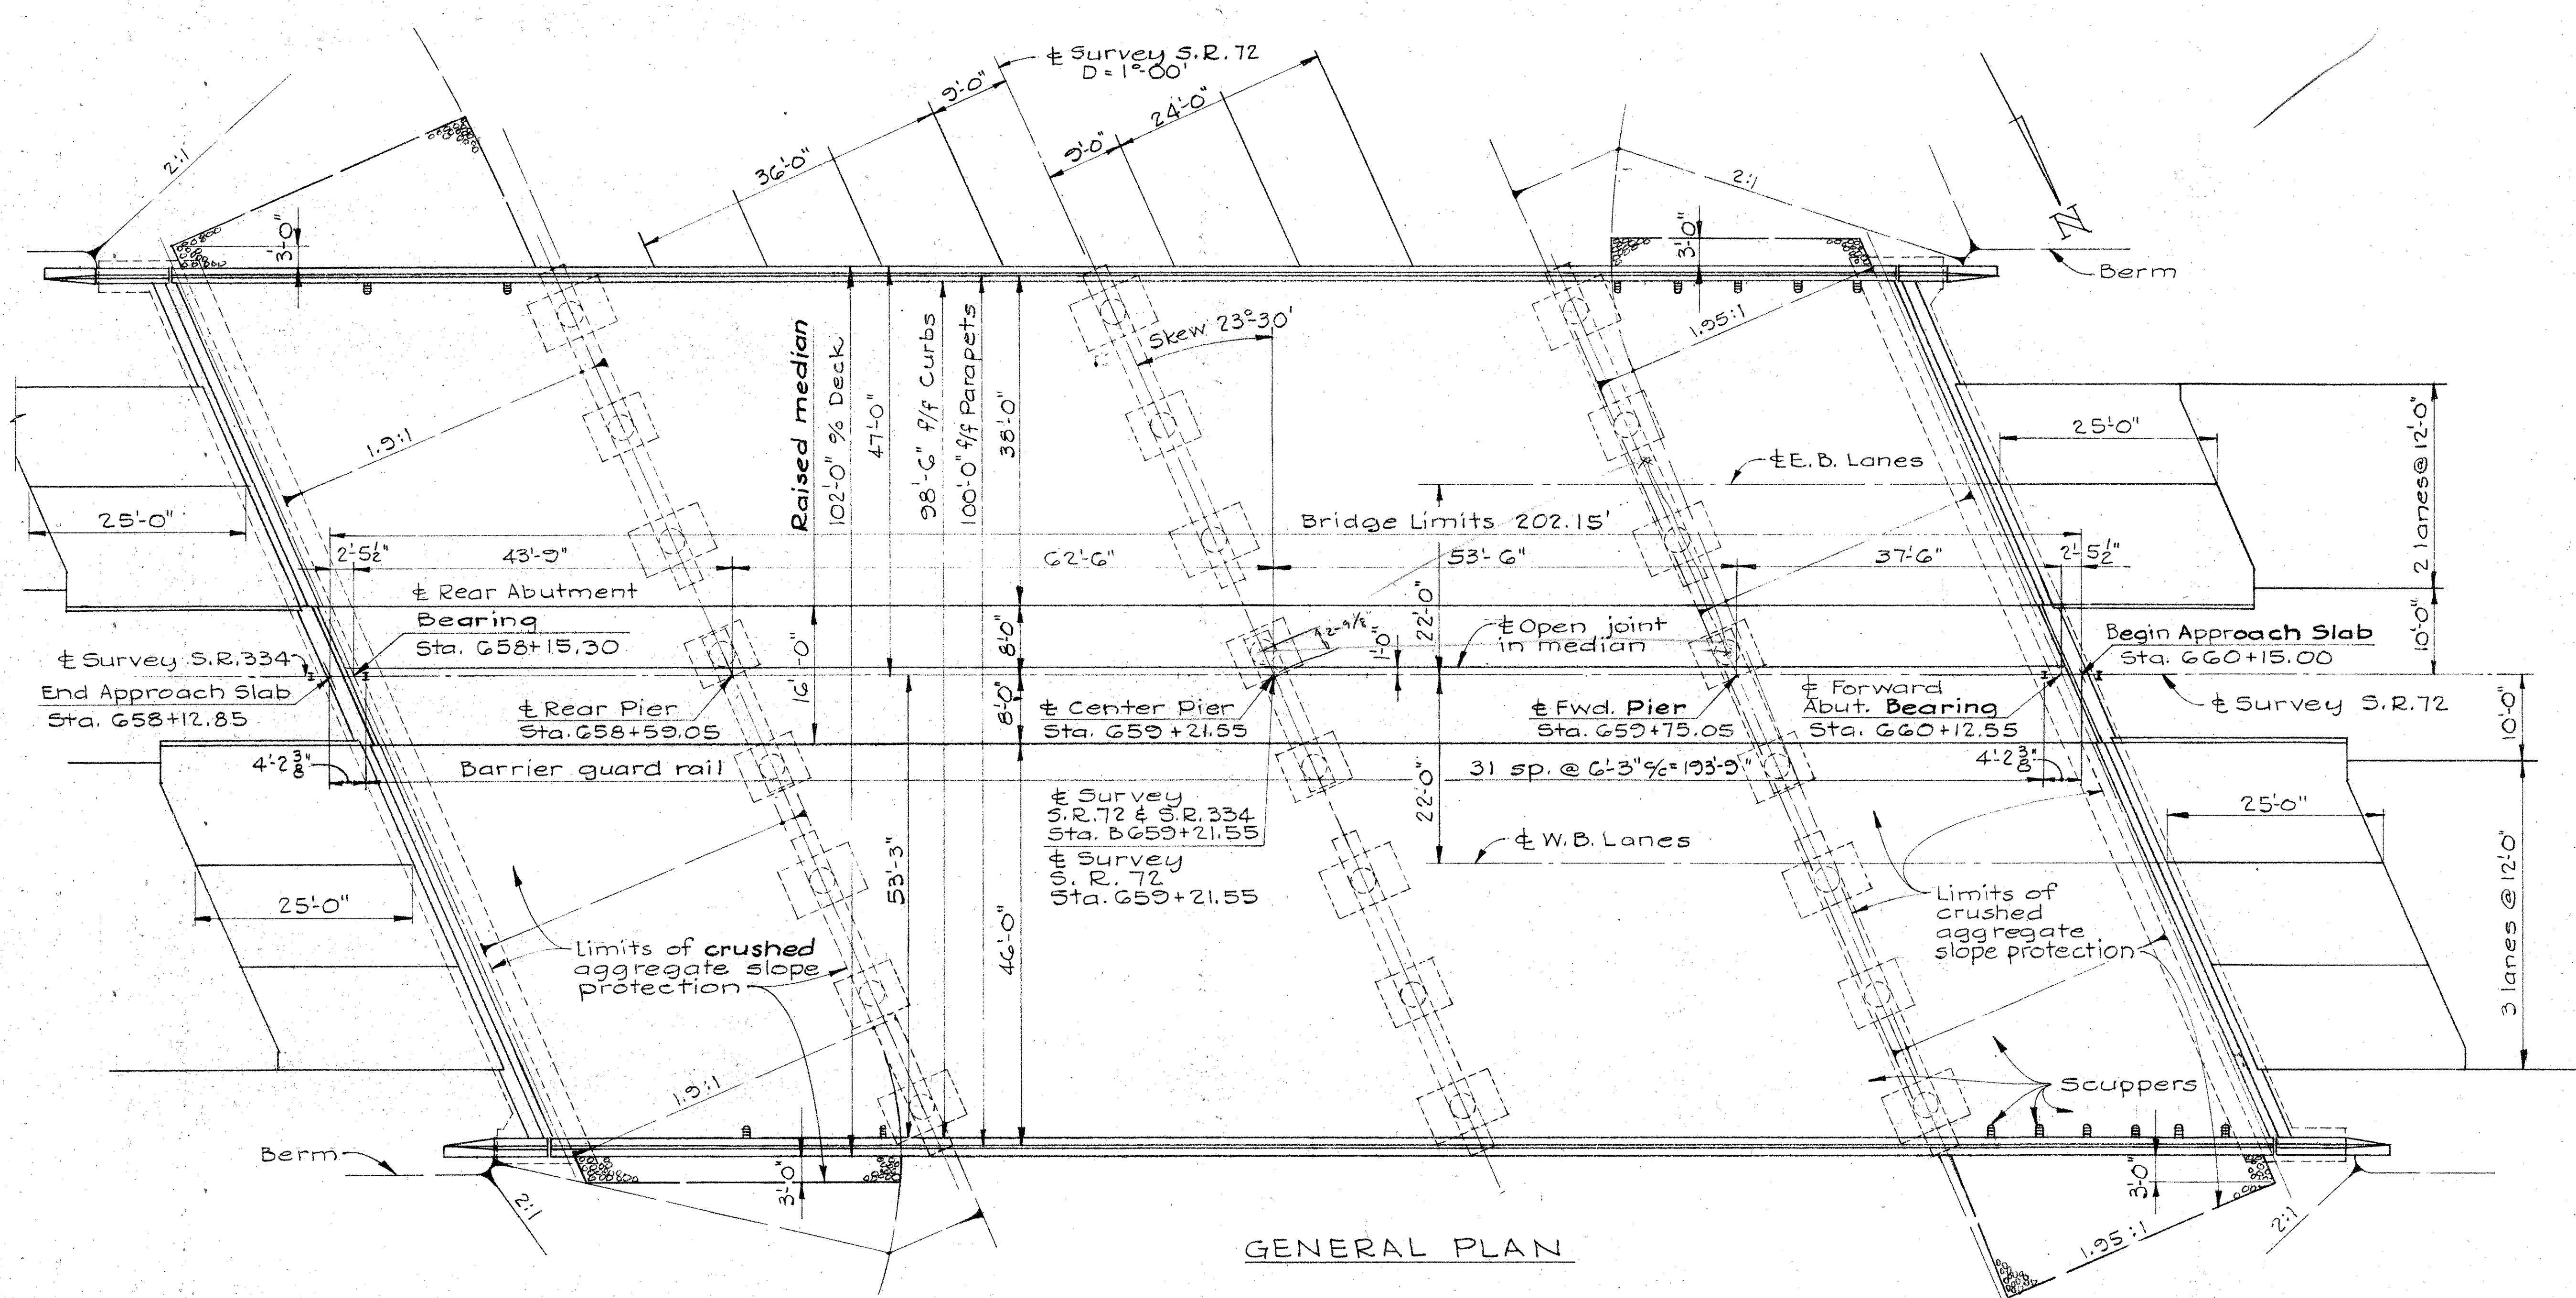 ℄ Survey S.R. 72
D = 1°-00'
9'-0"
24'-0"
9'-0"
36'-0"
2:1
2:1
N
3'-0"
3'-0"
Berm
Skew 23°-30'
1.95:1
1.9:1
Raised median
102'-0" o/o Deck
47'-0"
98'-6" f/f Curbs
100'-0" f/f Parapets
38'-0"
25'-0"
25'-0"
2 lanes @ 12'-0"
℄ E.B. Lanes
Bridge Limits 202.15'
2'-5½"
43'-9"
62'-6"
53'-6"
37'-6"
2'-5½"
℄ Rear Abutment
Bearing
Sta. 658+15.30
℄ Survey S.R.334
End Approach Slab
Sta. 658+12.85
16'-0"
8'-0"
8'-0"
1'-0"
22'-0"
℄ Open joint
in median
10'-0"
Begin Approach Slab
Sta. 660+15.00
℄ Survey S.R.72
℄ Rear Pier
Sta. 658+59.05
℄ Center Pier
Sta. 659+21.55
℄ Fwd. Pier
Sta. 659+75.05
℄ Forward
Abut. Bearing
Sta. 660+12.55
10'-0"
4'-2⅜"
Barrier guard rail
31 sp. @ 6'-3" c/c = 193'-9"
4'-2⅜"
℄ Survey
S.R.72 & S.R.334
Sta. B659+21.55
℄ Survey
S. R. 72
Sta. 659+21.55
22'-0"
℄ W.B. Lanes
25'-0"
25'-0"
53'-3"
46'-0"
3 lanes @ 12'-0"
Limits of crushed
aggregate slope
protection
Limits of
crushed
aggregate
slope protection
1.9:1
Scuppers
Berm
3'-0"
3'-0"
2:1
1.95:1
2:1
GENERAL PLAN